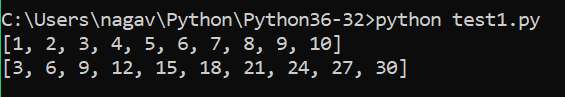 C:\Users\nagav\Python\Python36-32>python test1.py
[1, 2, 3, 4, 5, 6, 7, 8, 9, 10]
[3, 6, 9, 12, 15, 18, 21, 24, 27, 30]